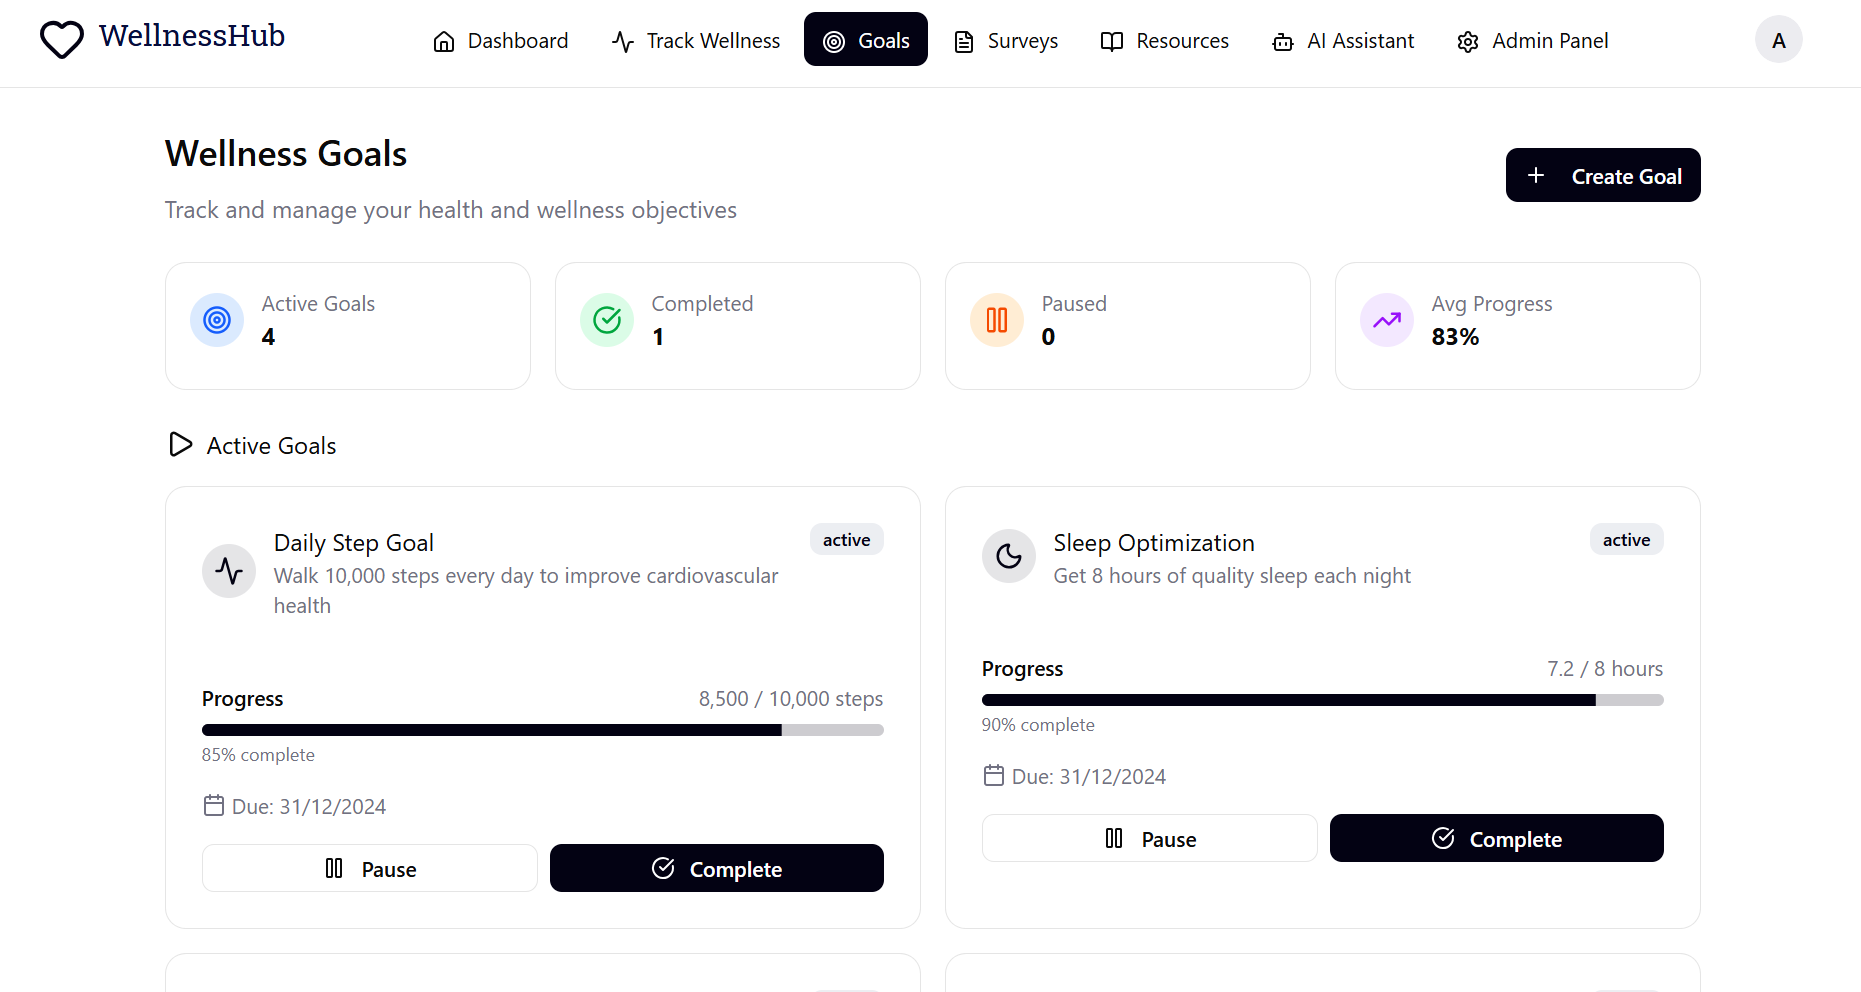 WellnessHub
Dashboard
Track Wellness
Goals
Surveys
Resources
AI Assistant
Admin Panel
A
Wellness Goals
Track and manage your health and wellness objectives
Create Goal
Active Goals
4
Completed
1
Paused
0
Avg Progress
83%
Active Goals
Daily Step Goal
active
Walk 10,000 steps every day to improve cardiovascular
health
Progress
8,500 / 10,000 steps
85% complete
Due: 31/12/2024
Pause
Complete
Sleep Optimization
active
Get 8 hours of quality sleep each night
Progress
7.2 / 8 hours
90% complete
Due: 31/12/2024
Pause
Complete